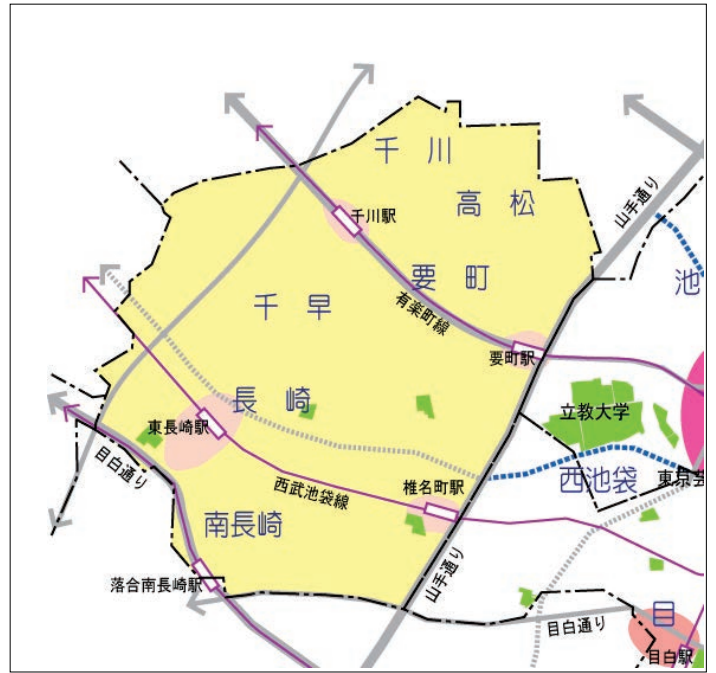 千川
高松
山手通り
千川駅
要町
池
千早
有楽町線
要町駅
長崎
立教大学
東長崎駅
目白通り
西武池袋線
椎名町駅
西池袋
南長崎
落合南長崎駅
山手通り
目白通り
目
目白駅